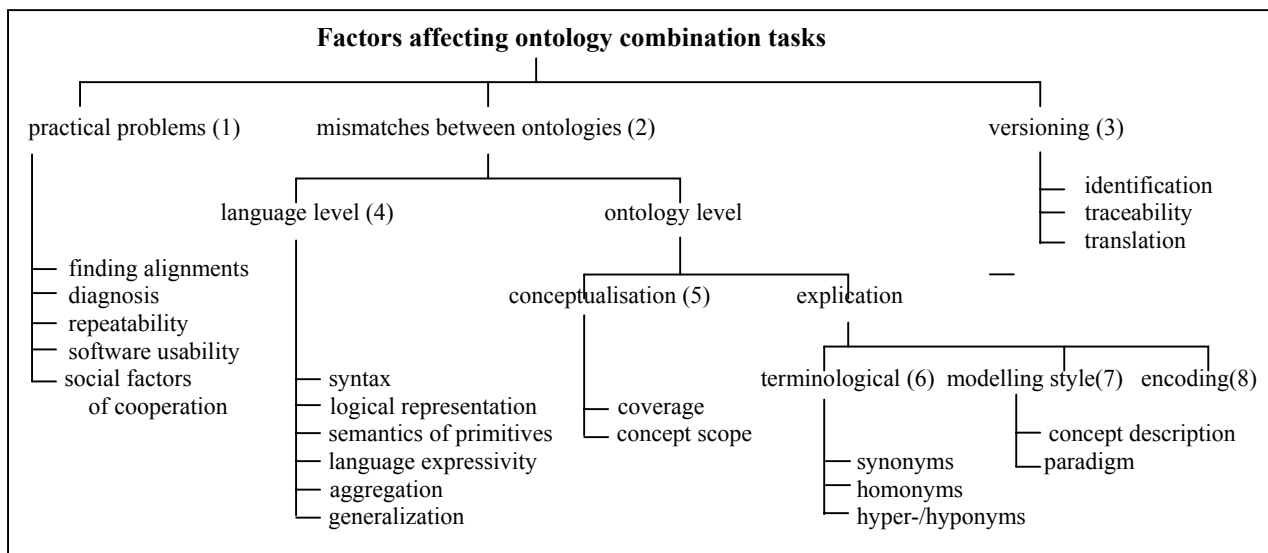 Factors affecting ontology combination tasks
practical problems (1)
mismatches between ontologies (2)
versioning (3)
identification
traceability
translation
language level (4)
ontology level
finding alignments
diagnosis
repeatability
software usability
social factors
of cooperation
conceptualisation (5)
explication
syntax
logical representation
semantics of primitives
language expressivity
aggregation
generalization
coverage
concept scope
terminological (6)
modelling style(7)
encoding(8)
synonyms
homonyms
hyper-/hyponyms
concept description
paradigm